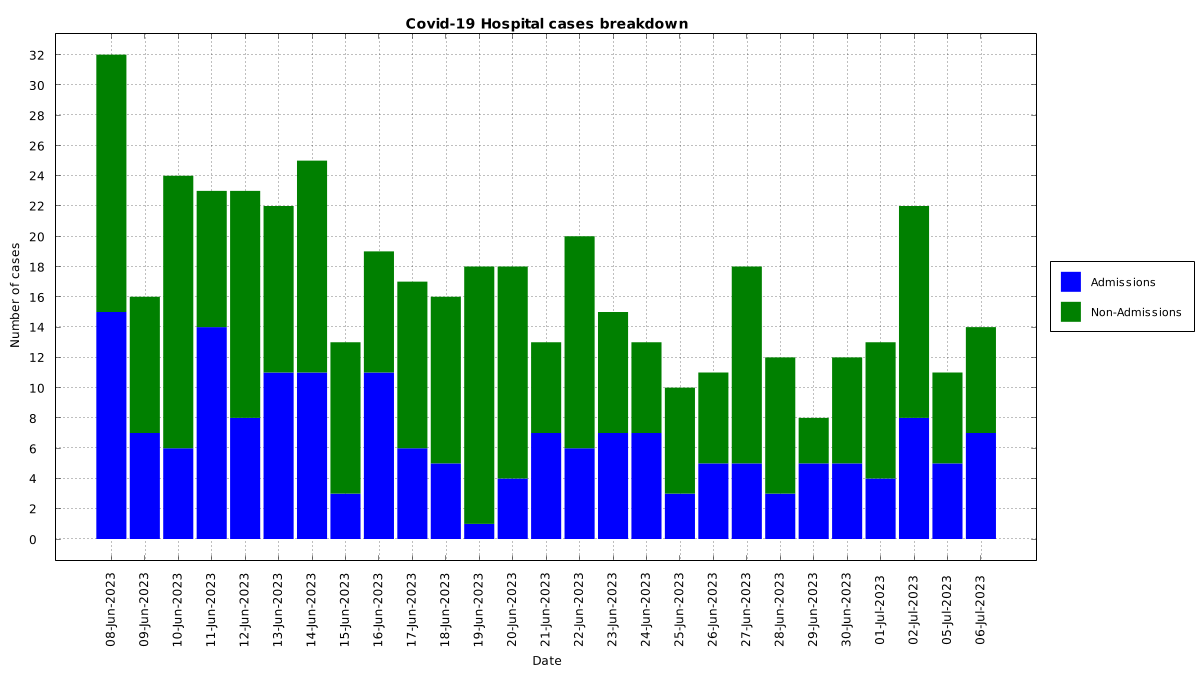 Covid-19 Hospital cases breakdown
Number of cases
32
30
28
26
24
22
20
18
16
14
12
10
8
6
4
2
0
08-Jun-2023
09-Jun-2023
10-Jun-2023
11-Jun-2023
12-Jun-2023
13-Jun-2023
14-Jun-2023
15-Jun-2023
16-Jun-2023
17-Jun-2023
18-Jun-2023
19-Jun-2023
20-Jun-2023
21-Jun-2023
22-Jun-2023
23-Jun-2023
24-Jun-2023
25-Jun-2023
26-Jun-2023
27-Jun-2023
28-Jun-2023
29-Jun-2023
30-Jun-2023
01-Jul-2023
02-Jul-2023
05-Jul-2023
06-Jul-2023
Date
Admissions
Non-Admissions